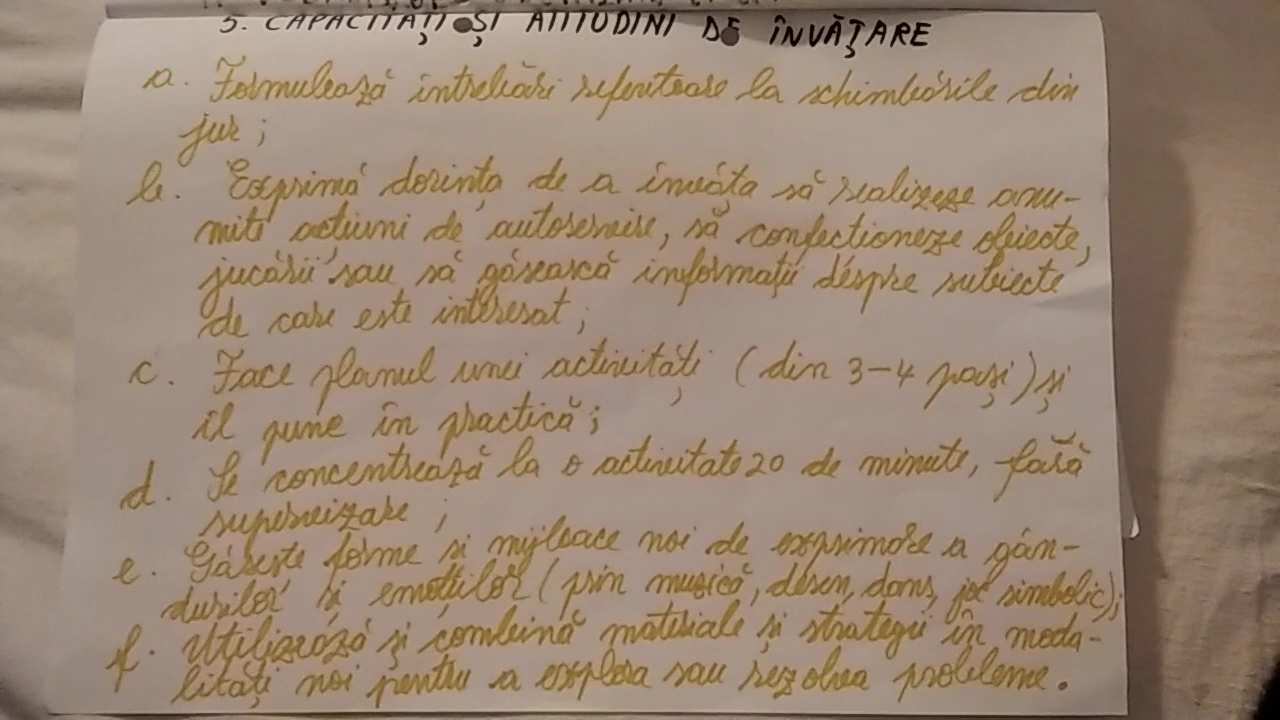 5. CAPACITĂȚI ȘI ATITUDINI DE ÎNVĂȚARE
a. Formulează întrebări referitoare la schimbările din
jur;
b. Exprimă dorința de a învăța să realizeze anu-
mite acțiuni de autoservire, să confecționeze obiecte,
jucării sau să găsească informații despre subiecte
de care este interesat;
c. Face planul unei activități (din 3-4 pași) și
îl pune în practică;
d. Se concentrează la o activitate 20 de minute, fără
supervizare;
e. Găsește forme și mijloace noi de exprimare a gân-
durilor și emoțiilor (prin muzică, desen, dans, joc simbolic);
f. Utilizează și combină materiale și strategii în moda-
lități noi pentru a explora sau rezolva probleme.